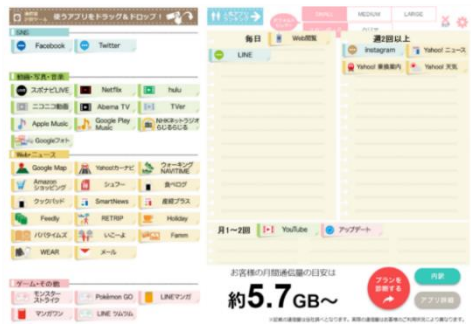 使うアプリをドラッグ&ドロップ!
SNS
Facebook
Twitter
動画・写真・音楽
スポナビLIVE
Netflix
hulu
ニコニコ動画
Abema TV
TVer
Apple Music
Google Play
Music
NHKネットラジオ
らじるらじる
Googleフォト
Web・ニュース
Google Map
Yahoo!カーナビ
ウォーキング
NAVITIME
Amazon
ショッピング
シェフー
食べログ
クックパッド
SmartNews
産経プラス
Feedly
RETRIP
Holiday
パパタイムズ
いこーよ
Famm
WEAR
メール
ゲーム・その他
モンスター
ストライク
Pokémon GO
LINEマンガ
マンガワン
LINE ツムツム
SMALL
MEDIUM
LARGE
毎日
Web閲覧
LINE
週2回以上
Instagram
Yahoo! ニュース
Yahoo! 乗換案内
Yahoo! 天気
月1~2回
YouTube
アップデート
お客様の月間通信量の目安は
約5.7GB~
プランを
診断する
内訳
アプリ詳細